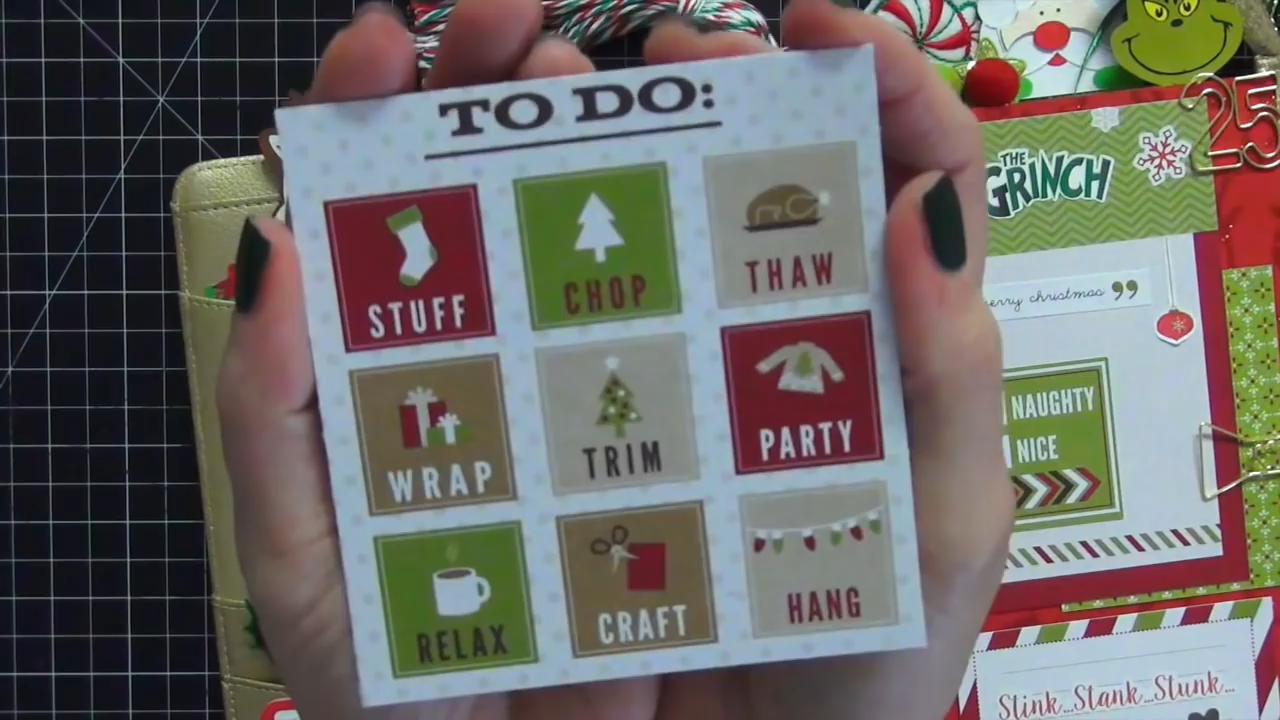 TO DO:
STUFF CHOP THAW
WRAP TRIM PARTY
RELAX CRAFT HANG
25
THE
GRINCH
merry christmas
NAUGHTY
NICE
Stink...Stank...Stunk...